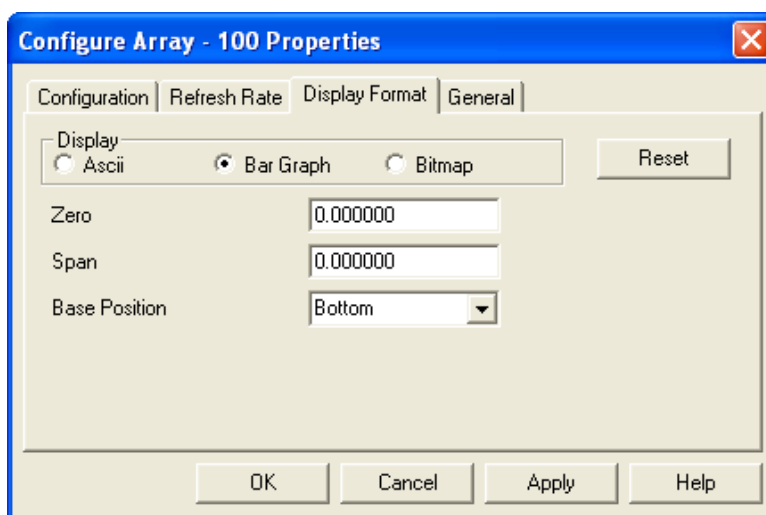 Configure Array - 100 Properties
Configuration Refresh Rate Display Format General
Display
Ascii Bar Graph Bitmap Reset
Zero 0.000000
Span 0.000000
Base Position Bottom
OK Cancel Apply Help